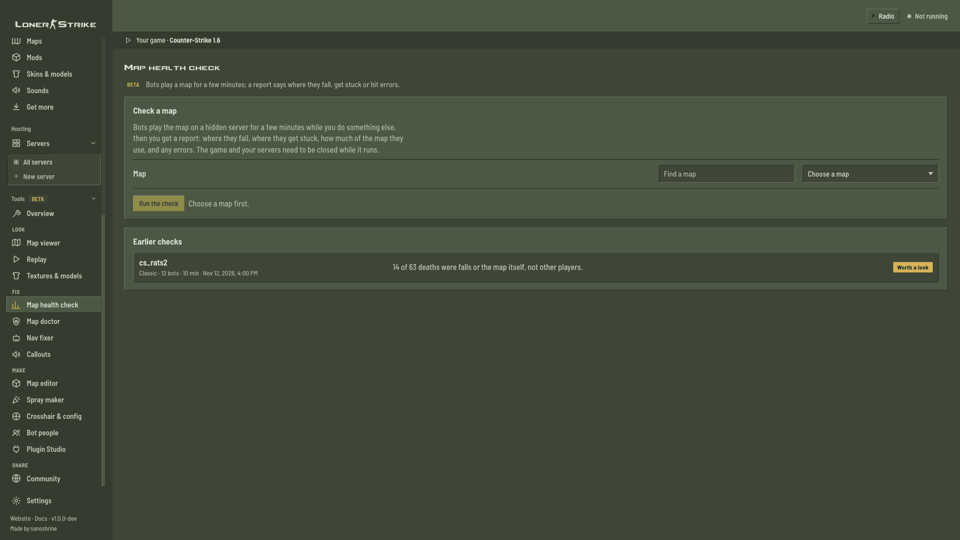 LONER STRIKE
Maps
Mods
Skins & models
Sounds
Get more
Hosting
Servers
All servers
+ New server
Tools BETA
Overview
LOOK
Map viewer
Replay
Textures & models
FIX
Map health check
Map doctor
Nav fixer
Callouts
MAKE
Map editor
Spray maker
Crosshair & config
Bot people
Plugin Studio
SHARE
Community
Settings
Website · Docs · v1.0.0-dev
Made by nanoshrine
Radio
Not running
Your game · Counter-Strike 1.6
Map health check
BETA Bots play a map for a few minutes; a report says where they fall, get stuck or hit errors.
Check a map
Bots play the map on a hidden server for a few minutes while you do something else,
then you get a report: where they fall, where they get stuck, how much of the map they
use, and any errors. The game and your servers need to be closed while it runs.
Map
Find a map
Choose a map
Run the check
Choose a map first.
Earlier checks
cs_rats2
Classic · 12 bots · 10 min · Nov 12, 2026, 4:00 PM
14 of 63 deaths were falls or the map itself, not other players.
Worth a look